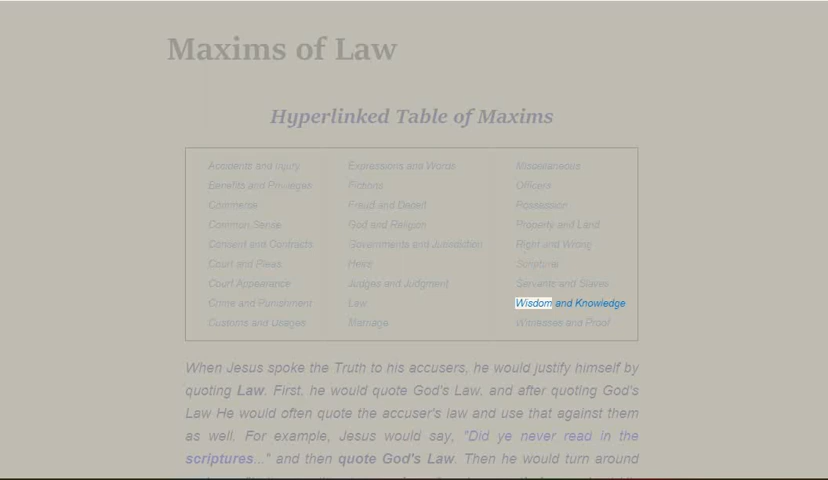 Maxims of Law
Hyperlinked Table of Maxims
Accidents and Injury Expressions and Words Miscellaneous
Benefits and Privileges Fictions Officers
Commerce Fraud and Deceit Possession
Common Sense God and Religion Property and Land
Consent and Contracts Governments and Jurisdiction Right and Wrong
Court and Pleas Heirs Scriptures
Court Appearance Judges and Judgment Servants and Slaves
Crime and Punishment Law Wisdom and Knowledge
Customs and Usages Marriage Witnesses and Proof
When Jesus spoke the Truth to his accusers, he would justify himself by
quoting Law. First, he would quote God's Law, and after quoting God's
Law He would often quote the accuser's law and use that against them
as well. For example, Jesus would say, "Did ye never read in the
scriptures..." and then quote God's Law. Then he would turn around